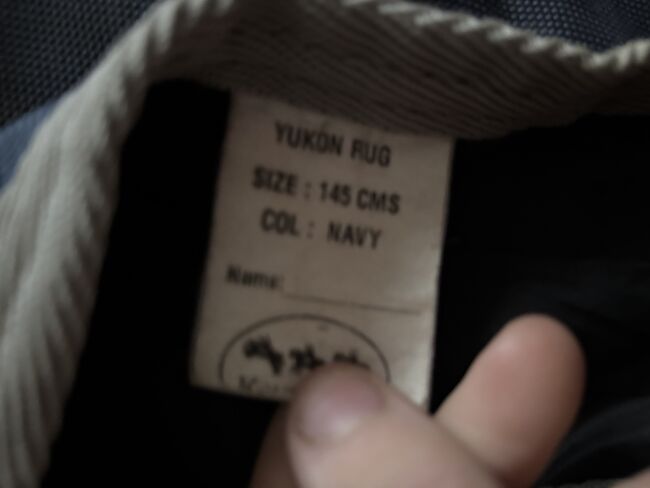 YUKON RUG
SIZE : 145 CMS
COL : NAVY
Name: